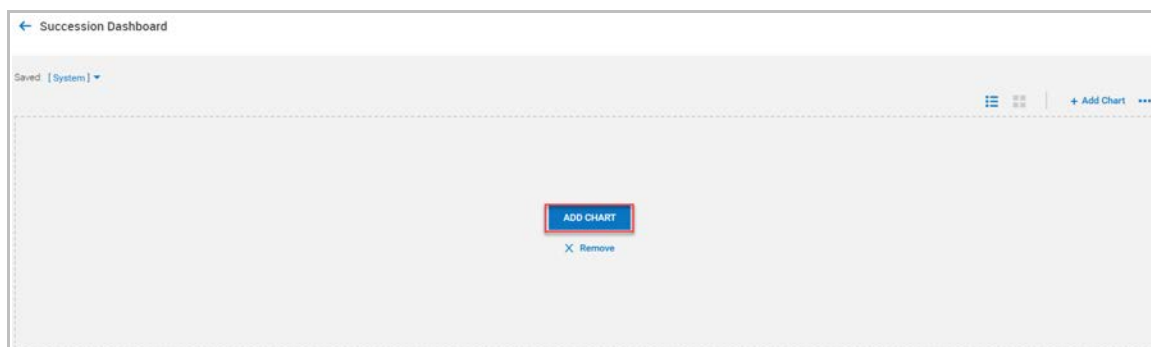 ← Succession Dashboard
Saved: [ System ]
+ Add Chart
ADD CHART
X Remove